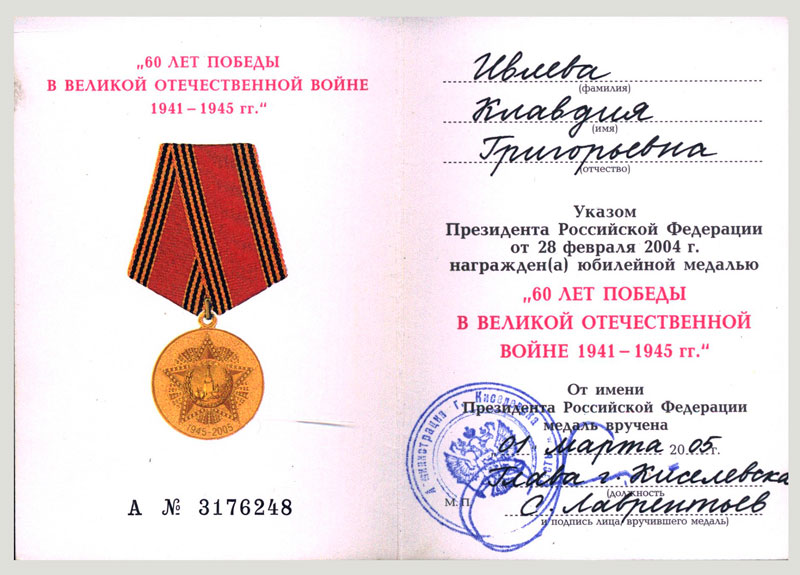 „60 ЛЕТ ПОБЕДЫ
В ВЕЛИКОЙ ОТЕЧЕСТВЕННОЙ ВОЙНЕ
1941 – 1945 гг.“
1945-2005
А № 3176248
Ивлева
(фамилия)
Клавдия
(имя)
Григорьевна
(отчество)
Указом
Президента Российской Федерации
от 28 февраля 2004 г.
награжден(а) юбилейной медалью
„60 ЛЕТ ПОБЕДЫ
В ВЕЛИКОЙ ОТЕЧЕСТВЕННОЙ
ВОЙНЕ 1941 – 1945 гг.“
От имени
Президента Российской Федерации
медаль вручена
01 марта 2005 г.
Глава г. Киселевска
(должность
С. Лаврентьев
и подпись лица, вручившего медаль)
М.П.
Администрация г. Киселевска